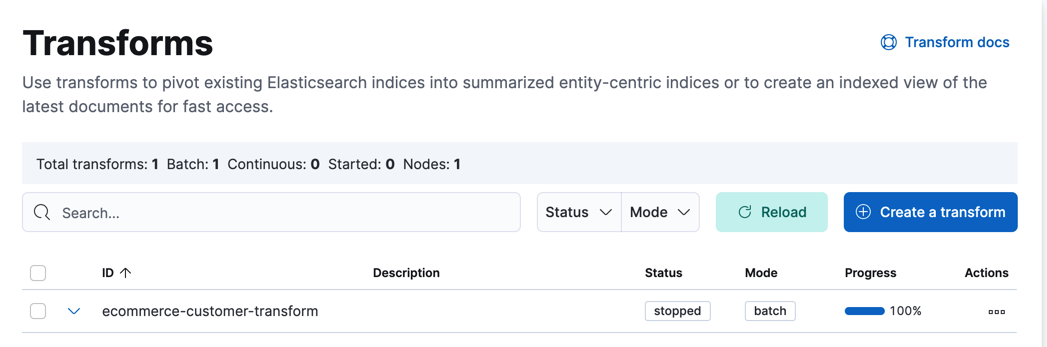 Transforms
Transform docs
Use transforms to pivot existing Elasticsearch indices into summarized entity-centric indices or to create an indexed view of the
latest documents for fast access.
Total transforms: 1 Batch: 1 Continuous: 0 Started: 0 Nodes: 1
Search... Status Mode Reload Create a transform
ID Description Status Mode Progress Actions
ecommerce-customer-transform stopped batch 100%